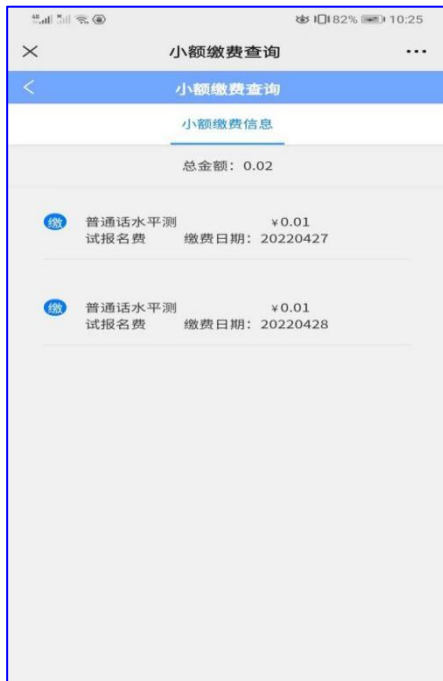 82% 10:25
小额缴费查询
小额缴费查询
小额缴费信息
总金额：0.02
缴 普通话水平测 ¥0.01
试报名费 缴费日期：20220427
缴 普通话水平测 ¥0.01
试报名费 缴费日期：20220428